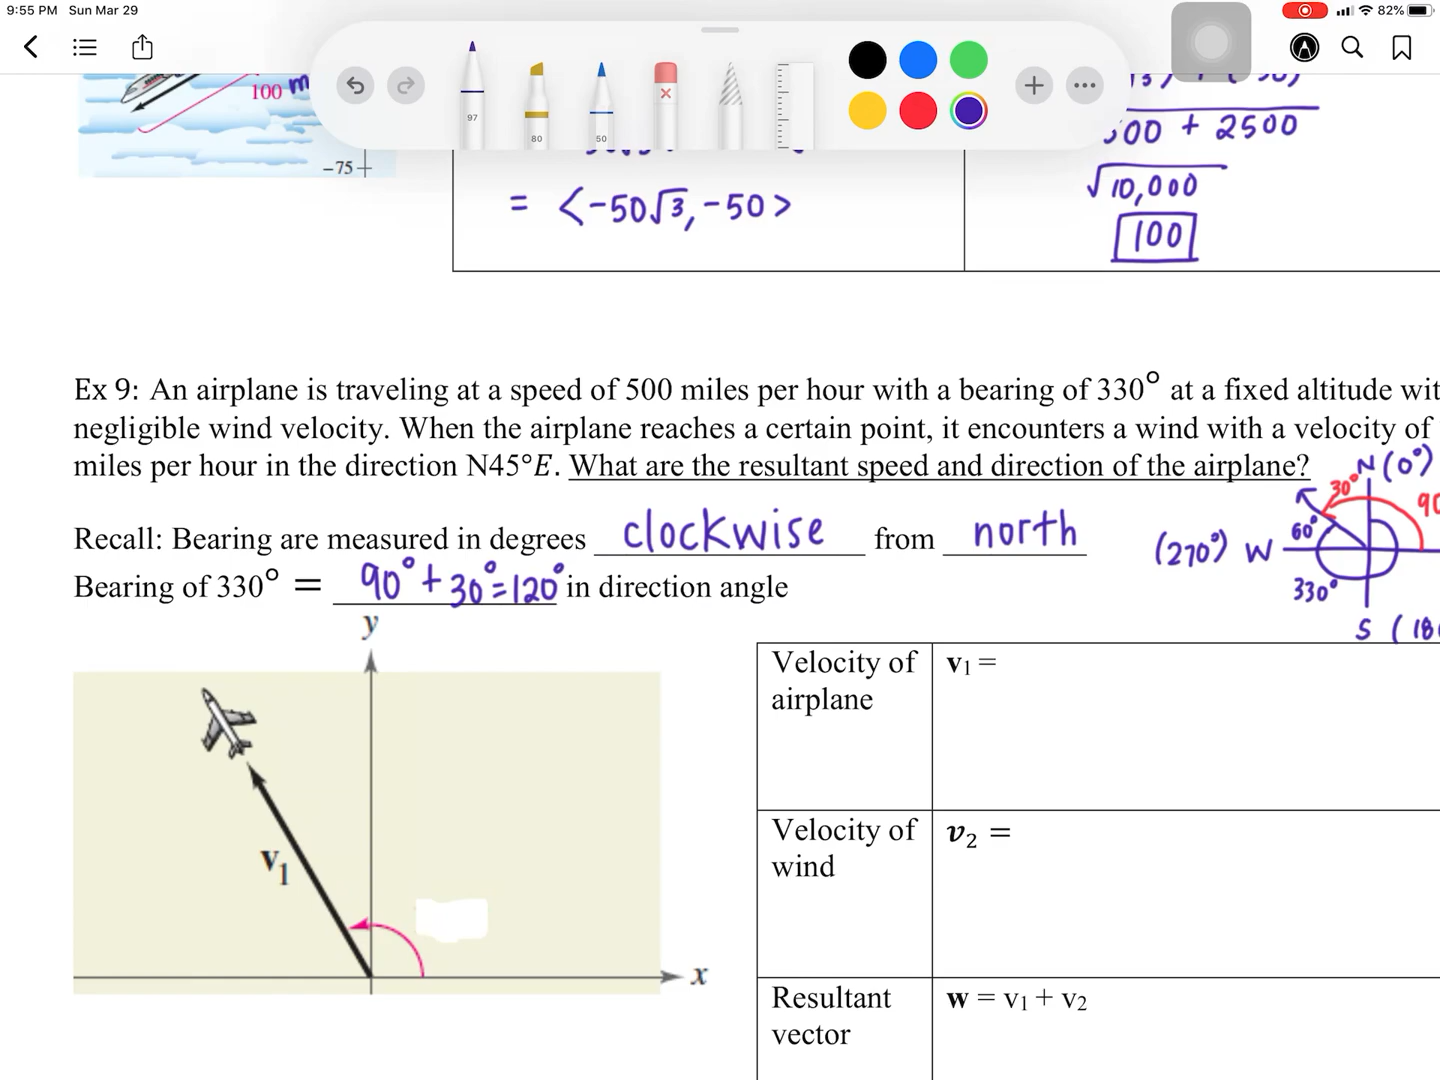 9:55 PM Sun Mar 29
82%
97
80
50
100 m
-75
00 + 2500
= <-50√3, -50>
√10,000
100
Ex 9: An airplane is traveling at a speed of 500 miles per hour with a bearing of 330° at a fixed altitude wit
negligible wind velocity. When the airplane reaches a certain point, it encounters a wind with a velocity of
miles per hour in the direction N45°E. What are the resultant speed and direction of the airplane?
N (0°)
30°
90
60°
(270°) W
330°
S (18
Recall: Bearing are measured in degrees clockwise from north
Bearing of 330° = 90° + 30° = 120° in direction angle
y
v1
x
Velocity of airplane v1 =
Velocity of wind v2 =
Resultant vector w = v1 + v2